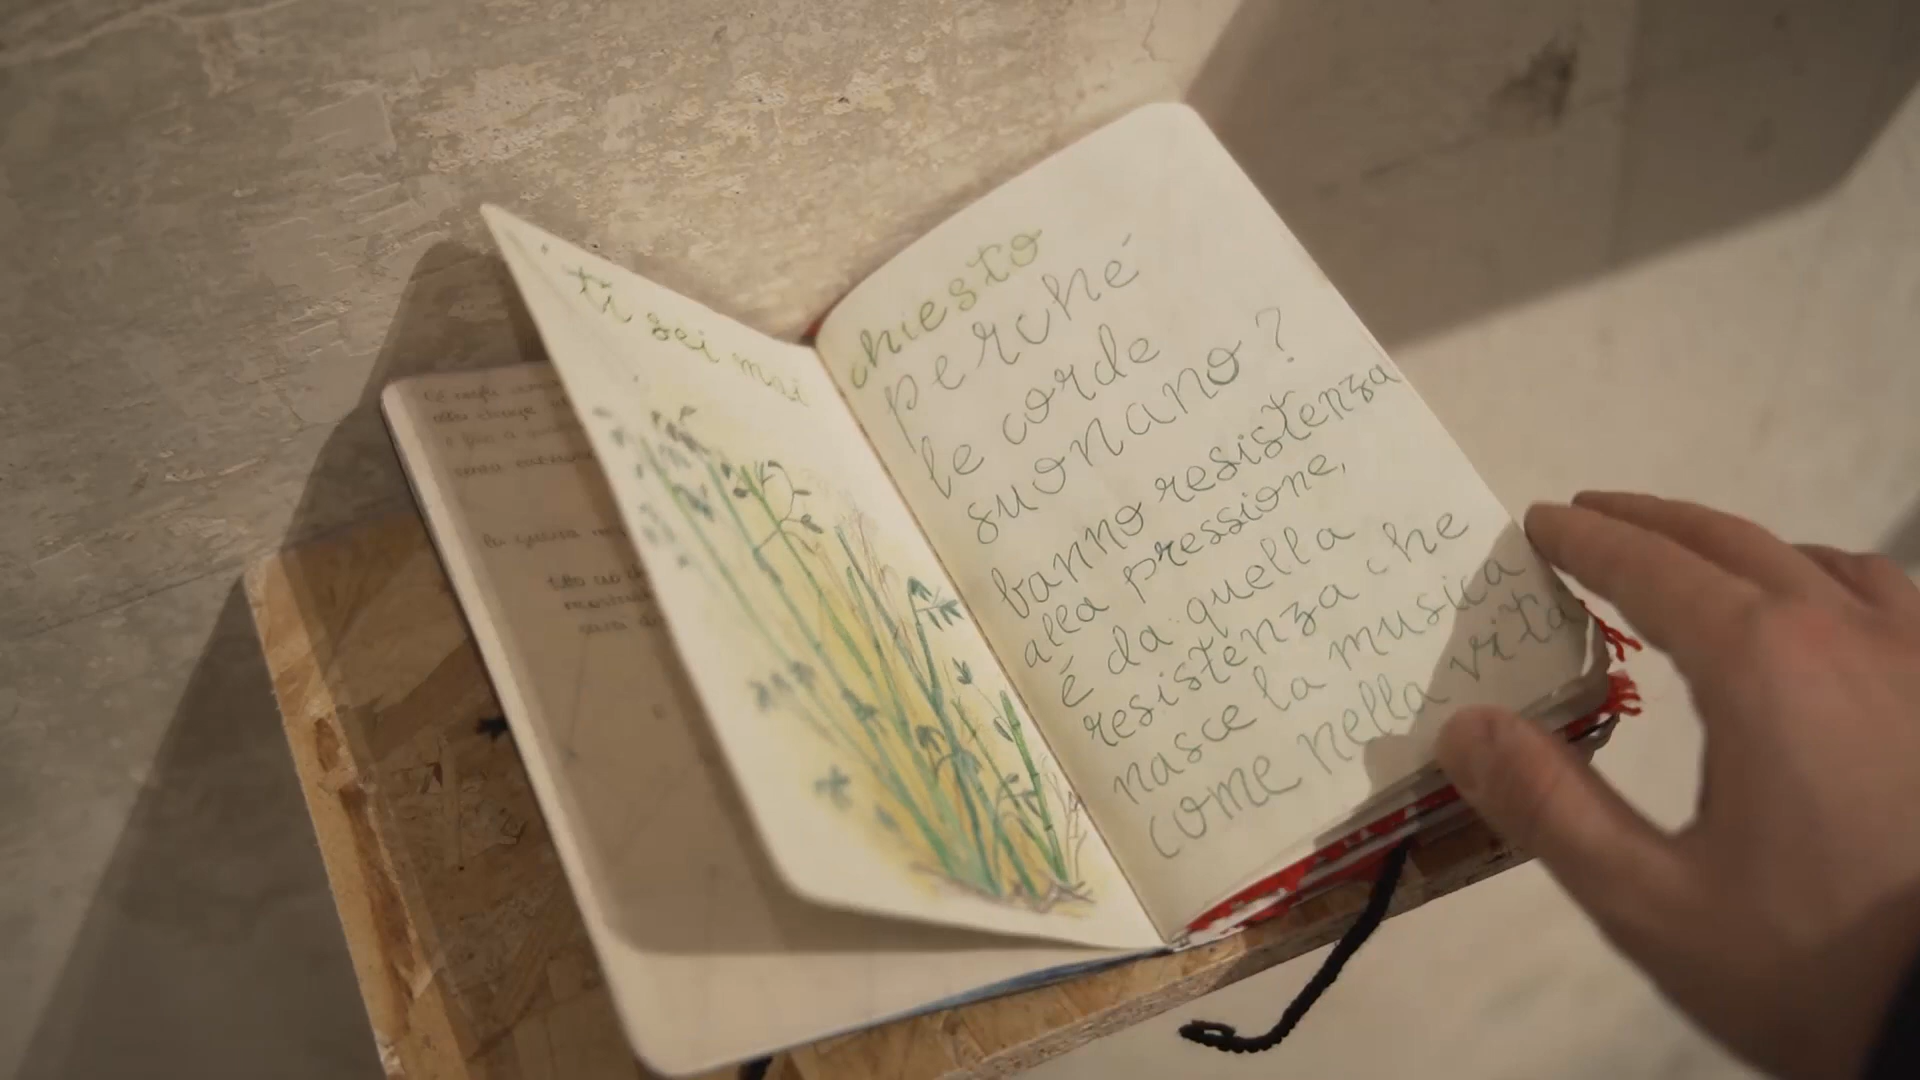 ti sei mai
chiesto
perché
le corde
suonano?
hanno resistenza
alla pressione,
é da quella
resistenza che
nasce la musica
come nella vita